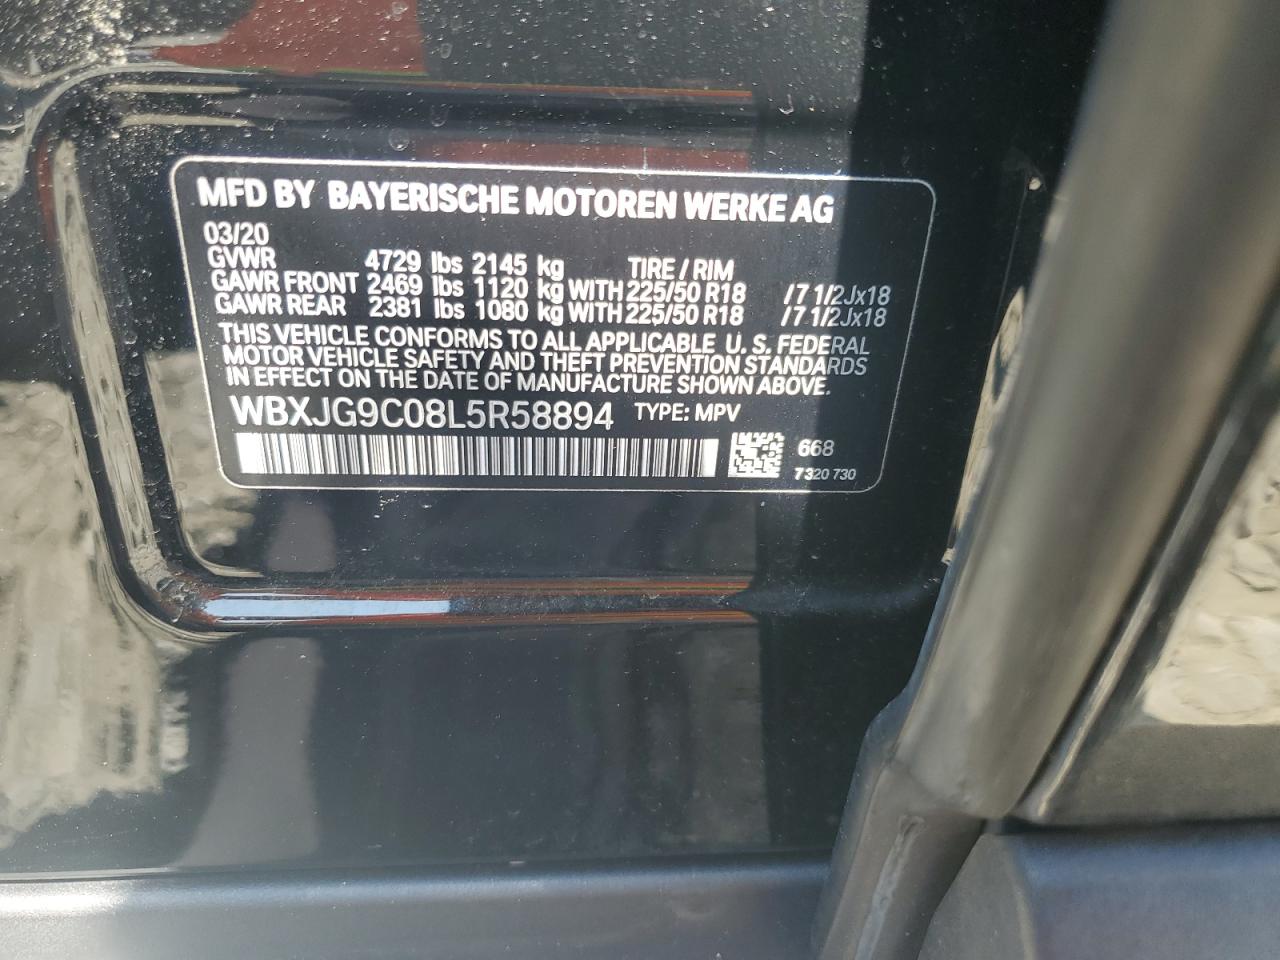 MFD BY BAYERISCHE MOTOREN WERKE AG
03/20
GVWR 4729 lbs 2145 kg TIRE / RIM
GAWR FRONT 2469 lbs 1120 kg WITH 225/50 R18 /7 1/2Jx18
GAWR REAR 2381 lbs 1080 kg WITH 225/50 R18 /7 1/2Jx18
THIS VEHICLE CONFORMS TO ALL APPLICABLE U. S. FEDERAL
MOTOR VEHICLE SAFETY AND THEFT PREVENTION STANDARDS
IN EFFECT ON THE DATE OF MANUFACTURE SHOWN ABOVE.
WBXJG9C08L5R58894 TYPE: MPV
668
7320 730